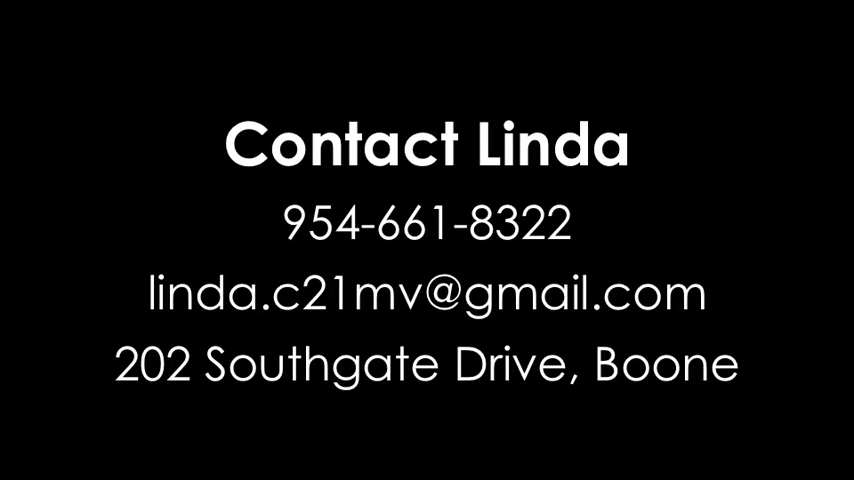 Contact Linda
954-661-8322
linda.c21mv@gmail.com
202 Southgate Drive, Boone